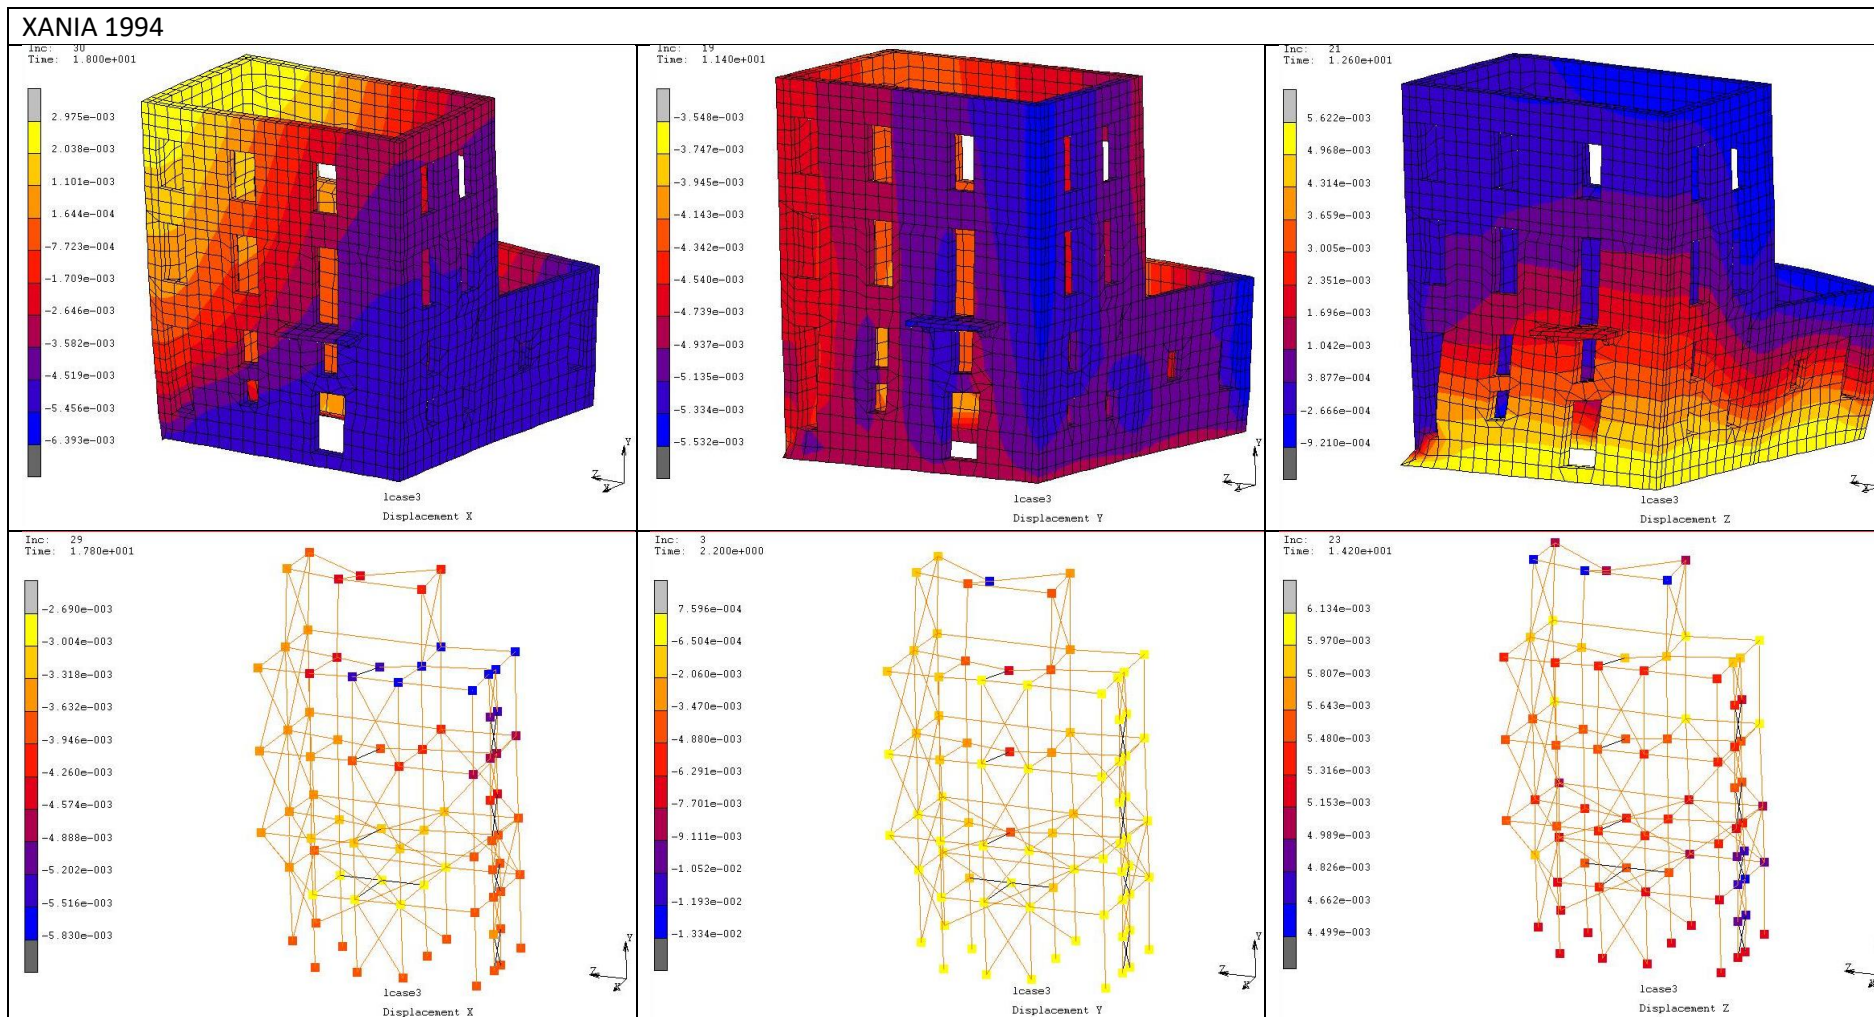 XANIA 1994
Inc: 30
Time: 1.800e+001
2.975e-003
2.038e-003
1.101e-003
1.644e-004
-7.723e-004
-1.709e-003
-2.646e-003
-3.582e-003
-4.519e-003
-5.456e-003
-6.393e-003
Y
Z
X
lcase3
Displacement X
Inc: 19
Time: 1.140e+001
-3.548e-003
-3.747e-003
-3.945e-003
-4.143e-003
-4.342e-003
-4.540e-003
-4.739e-003
-4.937e-003
-5.135e-003
-5.334e-003
-5.532e-003
Y
Z
X
lcase3
Displacement Y
Inc: 21
Time: 1.260e+001
5.622e-003
4.968e-003
4.314e-003
3.659e-003
3.005e-003
2.351e-003
1.696e-003
1.042e-003
3.877e-004
-2.666e-004
-9.210e-004
Y
Z
X
lcase3
Displacement Z
Inc: 29
Time: 1.780e+001
-2.690e-003
-3.004e-003
-3.318e-003
-3.632e-003
-3.946e-003
-4.260e-003
-4.574e-003
-4.888e-003
-5.202e-003
-5.516e-003
-5.830e-003
Y
Z
X
lcase3
Displacement X
Inc: 3
Time: 2.200e+000
7.596e-004
-6.504e-004
-2.060e-003
-3.470e-003
-4.880e-003
-6.291e-003
-7.701e-003
-9.111e-003
-1.052e-002
-1.193e-002
-1.334e-002
Y
Z
X
lcase3
Displacement Y
Inc: 23
Time: 1.420e+001
6.134e-003
5.970e-003
5.807e-003
5.643e-003
5.480e-003
5.316e-003
5.153e-003
4.989e-003
4.826e-003
4.662e-003
4.499e-003
Y
Z
X
lcase3
Displacement Z